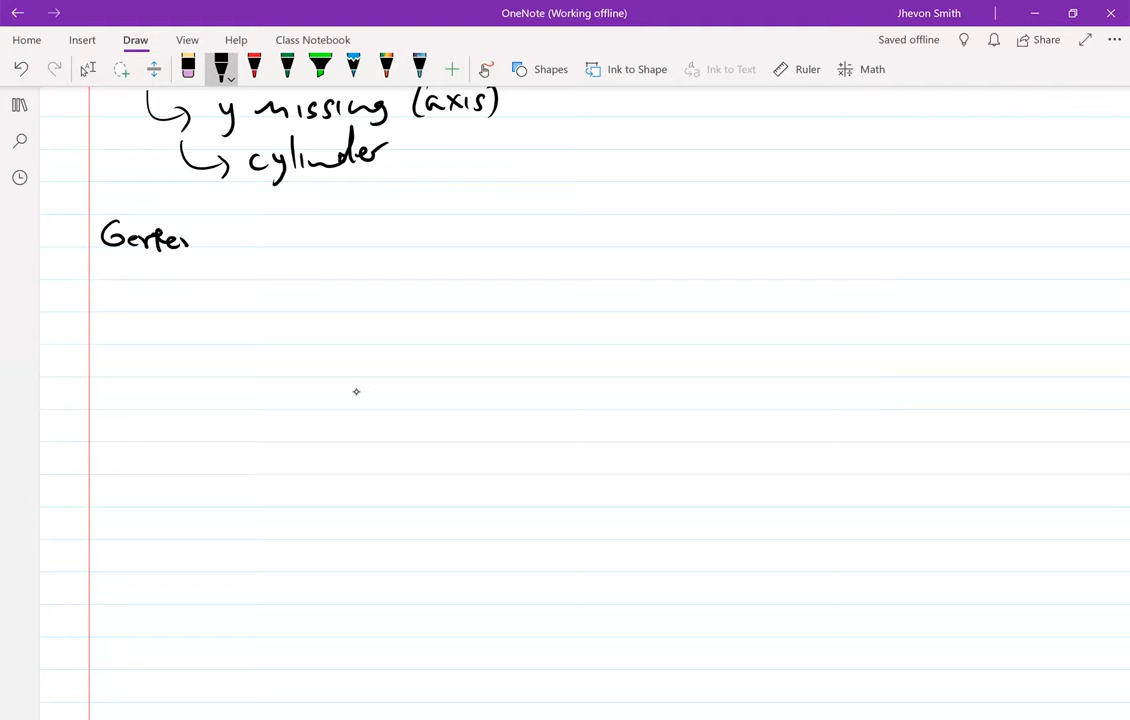 OneNote (Working offline)
Jhevon Smith
Home Insert Draw View Help Class Notebook
Saved offline
Share
Shapes Ink to Shape Ink to Text Ruler Math
y missing (axis)
cylinder